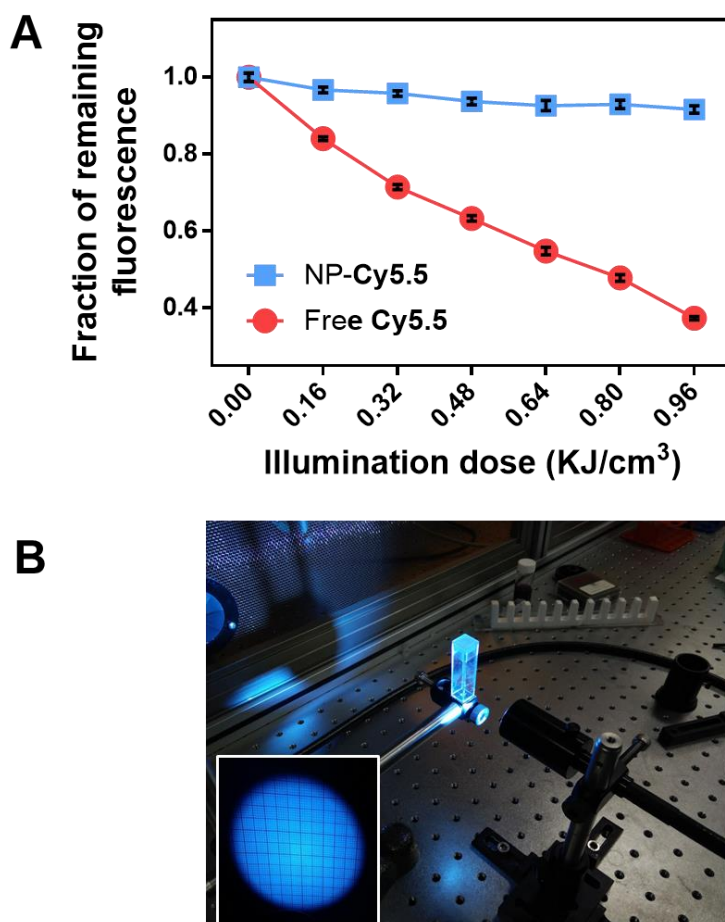 A
Fraction of remaining
fluorescence
1.0
0.8
0.6
0.4
NP-Cy5.5
Free Cy5.5
0.00
0.16
0.32
0.48
0.64
0.80
0.96
Illumination dose (KJ/cm³)
B